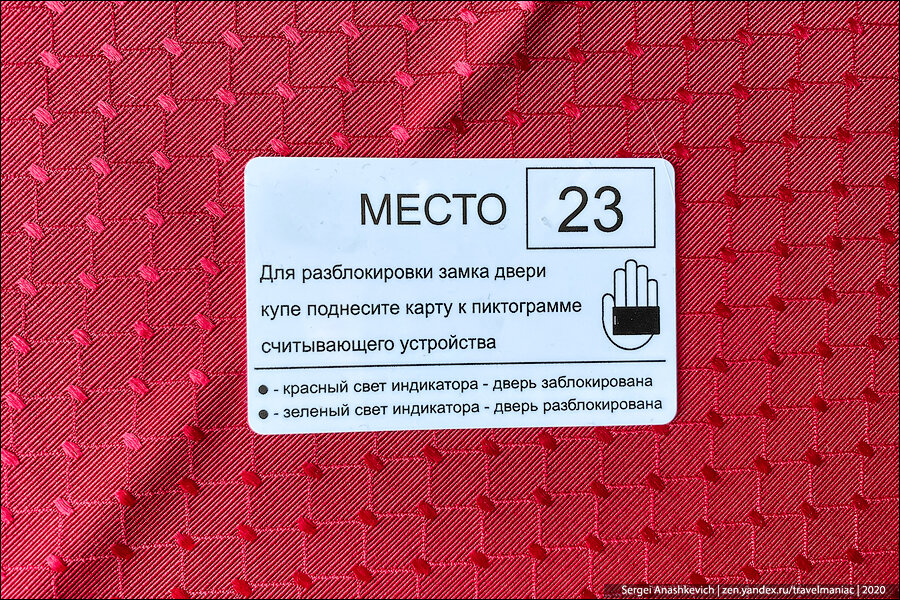 МЕСТО 23
Для разблокировки замка двери
купе поднесите карту к пиктограмме
считывающего устройства
- красный свет индикатора - дверь заблокирована
- зеленый свет индикатора - дверь разблокирована
Sergei Anashkevich | zen.yandex.ru/travelmaniac | 2020